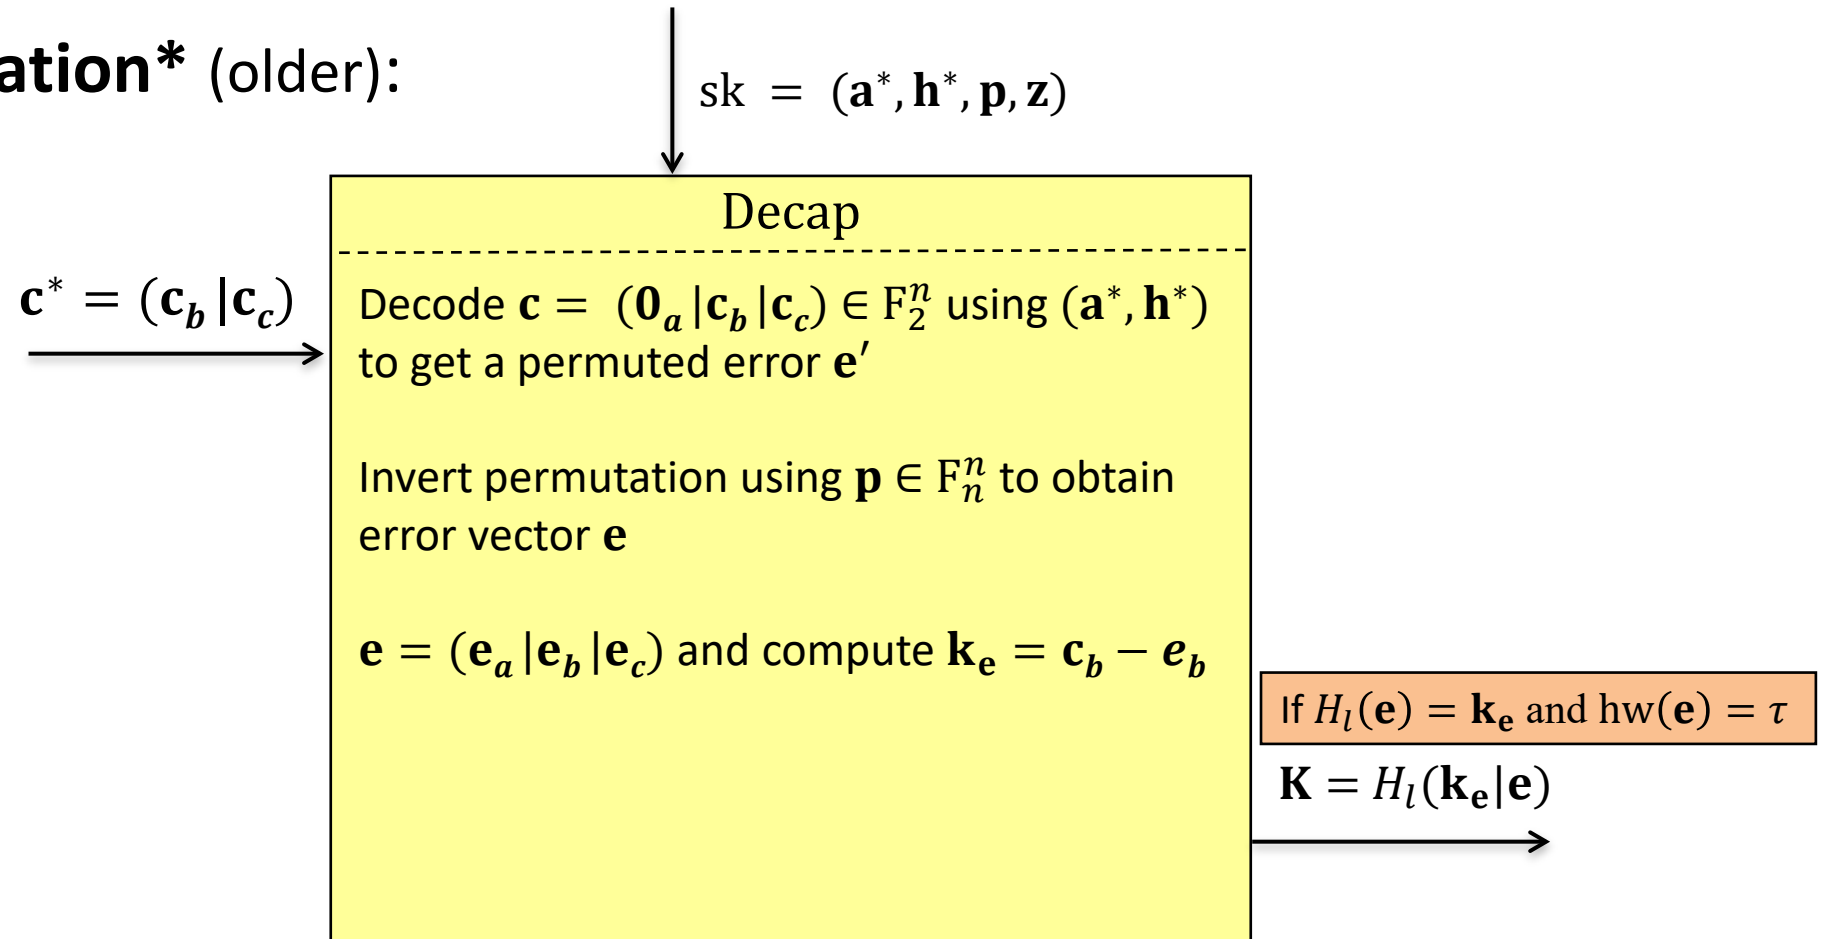 ation* (older):
sk = (a*, h*, p, z)
Decap
c* = (c_b|c_c)
Decode c = (0_a|c_b|c_c) ∈ F_2^n using (a*, h*)
to get a permuted error e′
Invert permutation using p ∈ F_n^n to obtain
error vector e
e = (e_a|e_b|e_c) and compute k_e = c_b − e_b
If H_l(e) = k_e and hw(e) = τ
K = H_l(k_e|e)